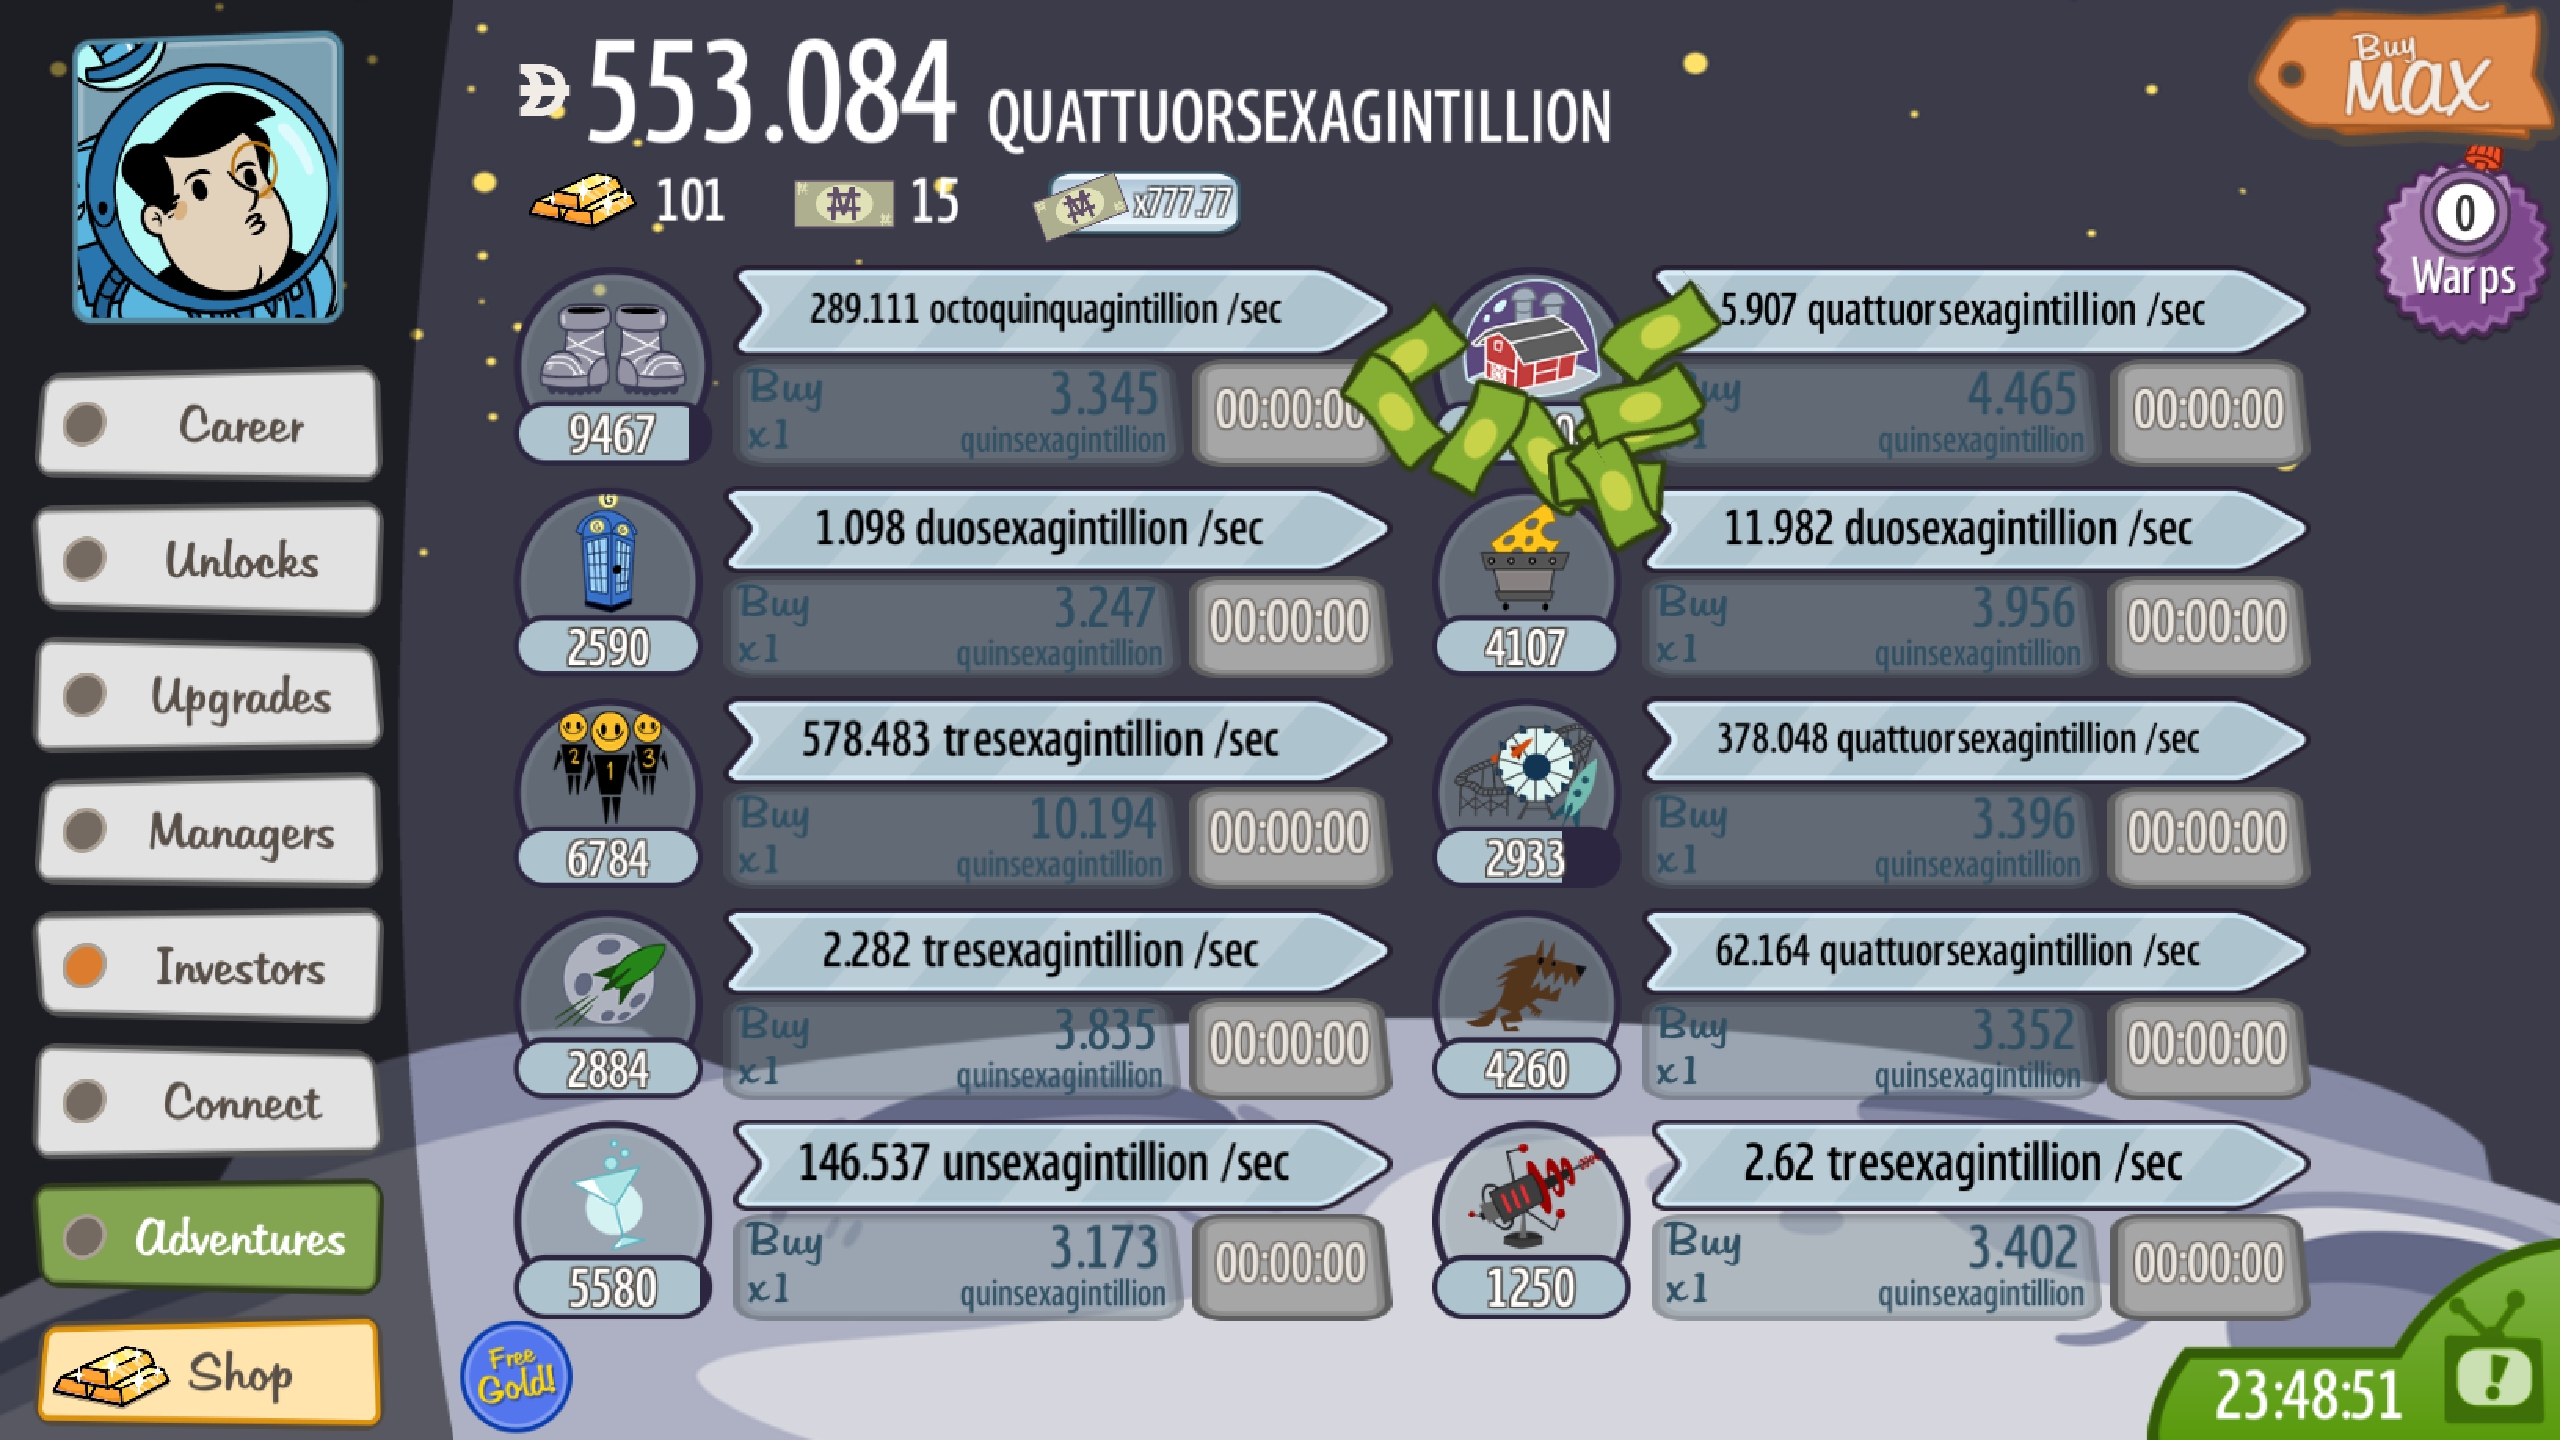 553.084 QUATTUORSEXAGINTILLION
Buy
MAX
101
15
x777.77
0
Warps
Career
Unlocks
Upgrades
Managers
Investors
Connect
Adventures
Shop
289.111 octoquinquagintillion /sec
9467
Buy 3.345
x1 quinsexagintillion
00:00:00
5.907 quattuorsexagintillion /sec
4.465
quinsexagintillion
00:00:00
G
1.098 duosexagintillion /sec
2590
Buy 3.247
x1 quinsexagintillion
00:00:00
11.982 duosexagintillion /sec
4107
Buy 3.956
x1 quinsexagintillion
00:00:00
2 1 3
578.483 tresexagintillion /sec
6784
Buy 10.194
x1 quinsexagintillion
00:00:00
378.048 quattuorsexagintillion /sec
2933
Buy 3.396
x1 quinsexagintillion
00:00:00
2.282 tresexagintillion /sec
2884
Buy 3.835
x1 quinsexagintillion
00:00:00
62.164 quattuorsexagintillion /sec
4260
Buy 3.352
x1 quinsexagintillion
00:00:00
146.537 unsexagintillion /sec
5580
Buy 3.173
x1 quinsexagintillion
00:00:00
2.62 tresexagintillion /sec
1250
Buy 3.402
x1 quinsexagintillion
00:00:00
Free
Gold!
23:48:51
!